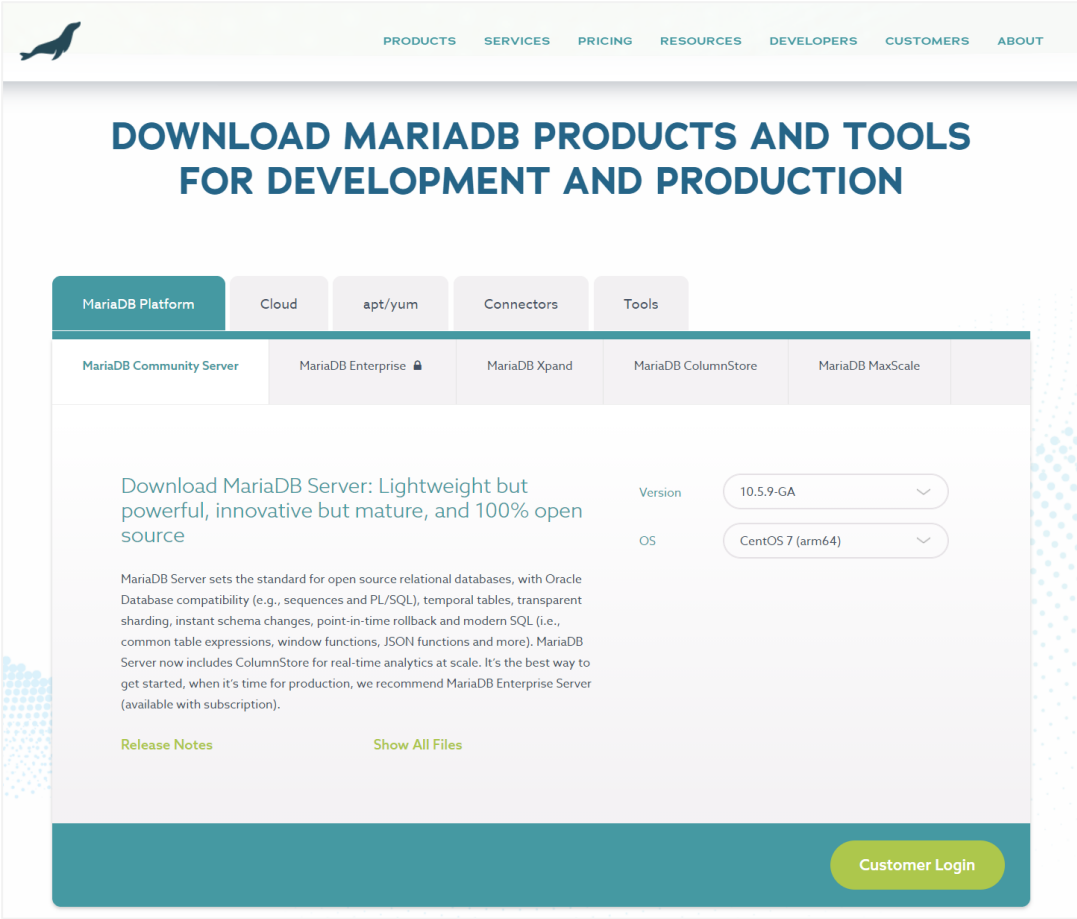 PRODUCTS SERVICES PRICING RESOURCES DEVELOPERS CUSTOMERS ABOUT
DOWNLOAD MARIADB PRODUCTS AND TOOLS
FOR DEVELOPMENT AND PRODUCTION
MariaDB Platform Cloud apt/yum Connectors Tools
MariaDB Community Server MariaDB Enterprise MariaDB Xpand MariaDB ColumnStore MariaDB MaxScale
Download MariaDB Server: Lightweight but
powerful, innovative but mature, and 100% open
source
Version 10.5.9-GA
OS CentOS 7 (arm64)
MariaDB Server sets the standard for open source relational databases, with Oracle
Database compatibility (e.g., sequences and PL/SQL), temporal tables, transparent
sharding, instant schema changes, point-in-time rollback and modern SQL (i.e.,
common table expressions, window functions, JSON functions and more). MariaDB
Server now includes ColumnStore for real-time analytics at scale. It's the best way to
get started, when it's time for production, we recommend MariaDB Enterprise Server
(available with subscription).
Release Notes Show All Files
Customer Login